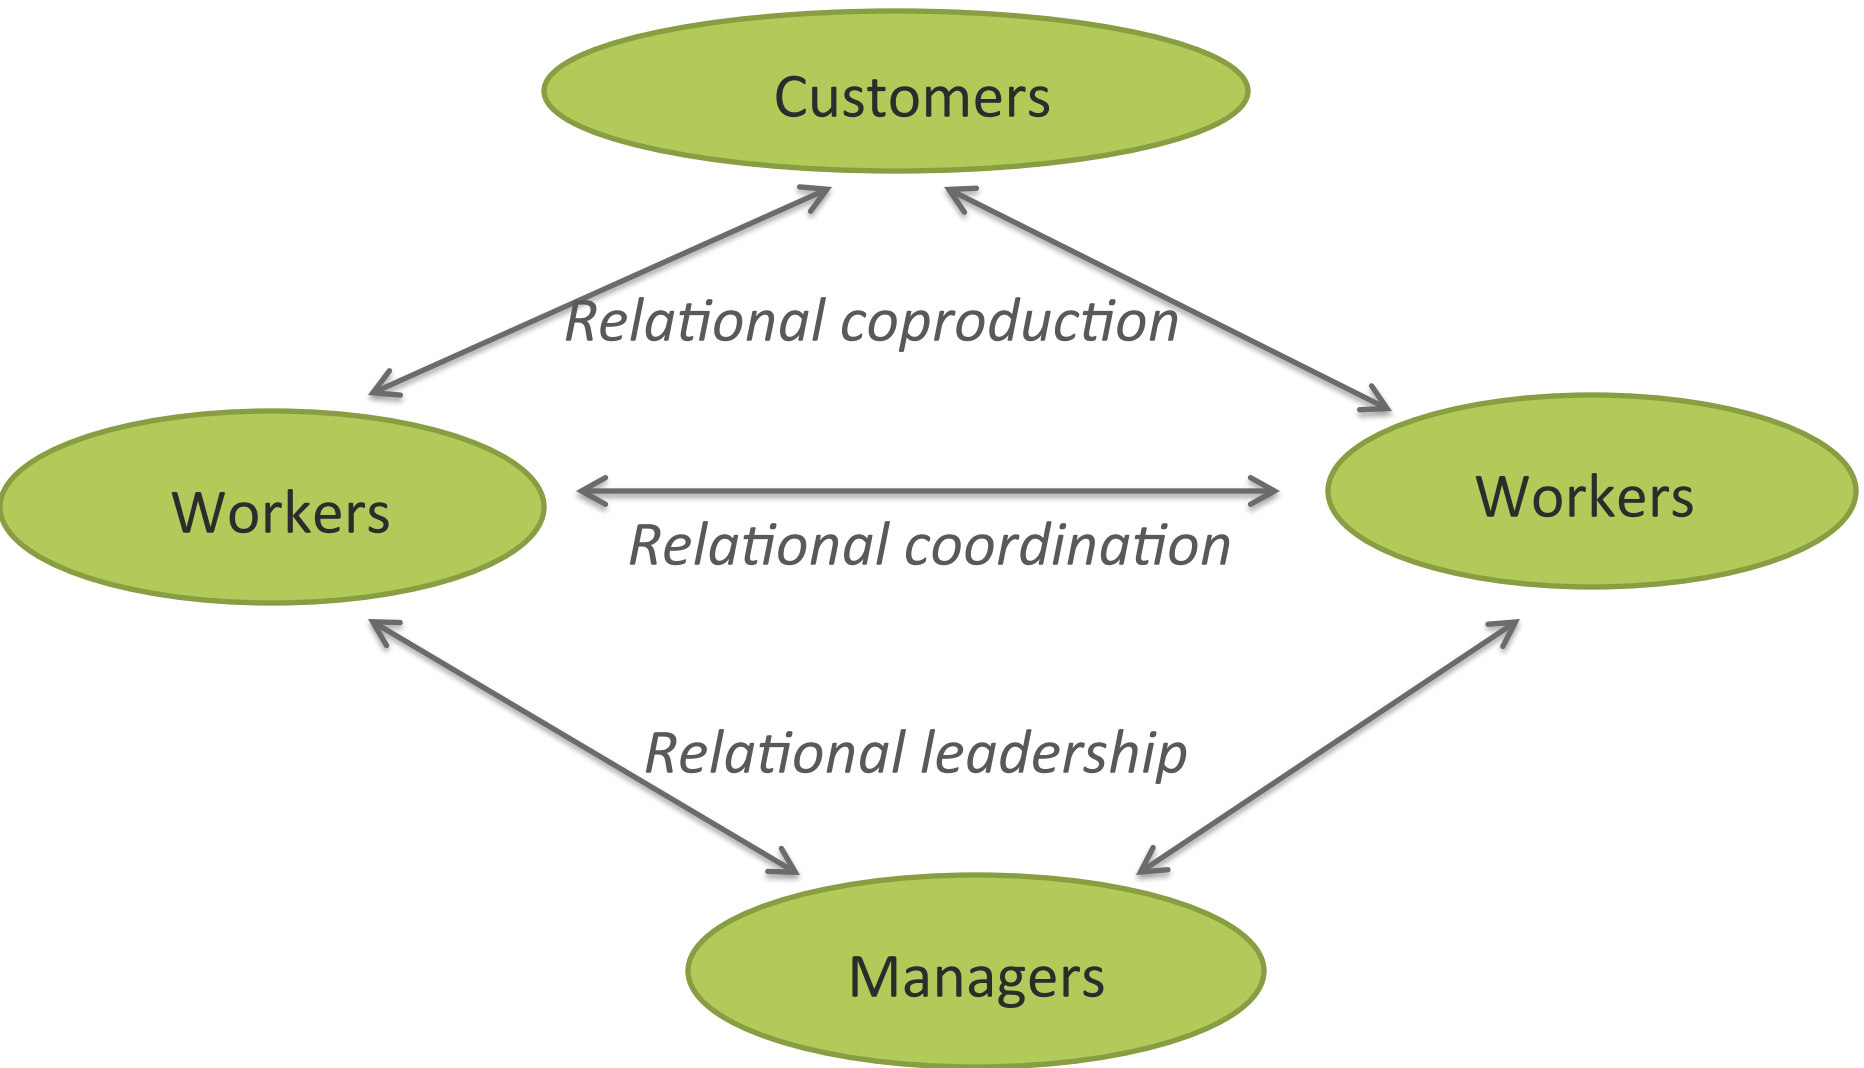 Customers
Relational coproduction
Workers
Workers
Relational coordination
Relational leadership
Managers